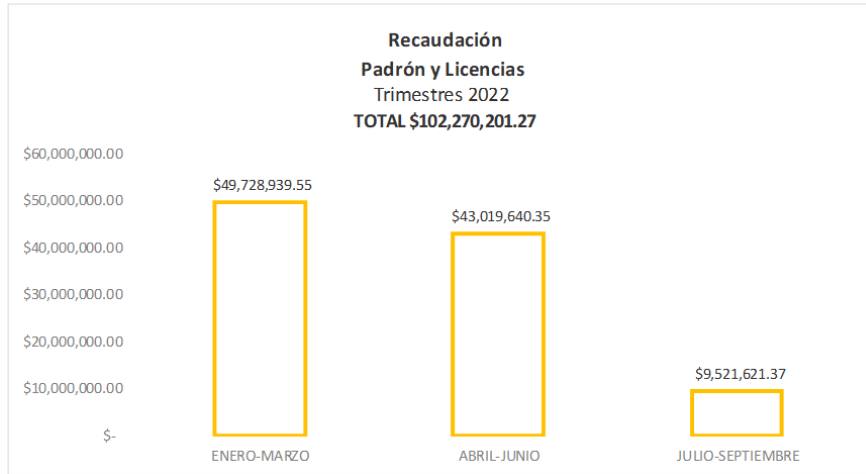 Recaudación
Padrón y Licencias
Trimestres 2022
TOTAL $102,270,201.27
$60,000,000.00
$49,728,939.55
$50,000,000.00
$43,019,640.35
$40,000,000.00
$30,000,000.00
$20,000,000.00
$9,521,621.37
$10,000,000.00
$-
ENERO-MARZO
ABRIL-JUNIO
JULIO-SEPTIEMBRE